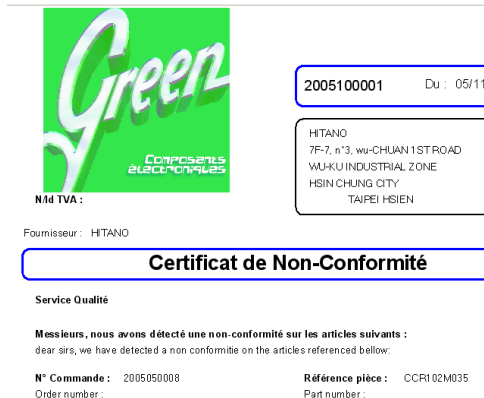 Green
Composants
électroniques
2005100001 Du : 05/11
HITANO
7F-7, n°3, wu-CHUAN 1ST ROAD
WU-KU INDUSTRIAL ZONE
HSIN CHUNG CITY
TAIPEI HSIEN
N/Id TVA :
Fournisseur : HITANO
Certificat de Non-Conformité
Service Qualité
Messieurs, nous avons détecté une non-conformité sur les articles suivants :
dear sirs, we have detected a non conformitie on the articles referenced bellow:
N° Commande : 2005050008 Référence pièce : CCR102M035
Order number : Part number :